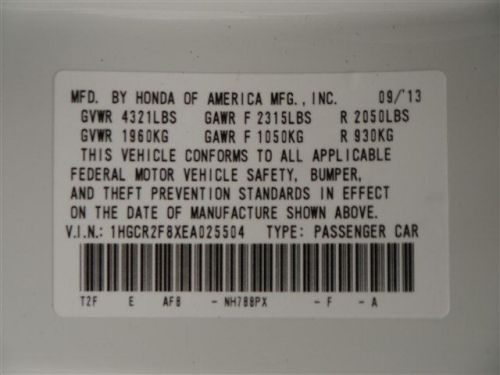 MFD. BY HONDA OF AMERICA MFG., INC. 09/'13
GVWR 4321LBS GAWR F 2315LBS R 2050LBS
GVWR 1960KG GAWR F 1050KG R 930KG
THIS VEHICLE CONFORMS TO ALL APPLICABLE
FEDERAL MOTOR VEHICLE SAFETY, BUMPER,
AND THEFT PREVENTION STANDARDS IN EFFECT
ON THE DATE OF MANUFACTURE SHOWN ABOVE.
V.I.N.: 1HGCR2F8XEA025504 TYPE: PASSENGER CAR
T2F E AF8 - NH788PX - F - A